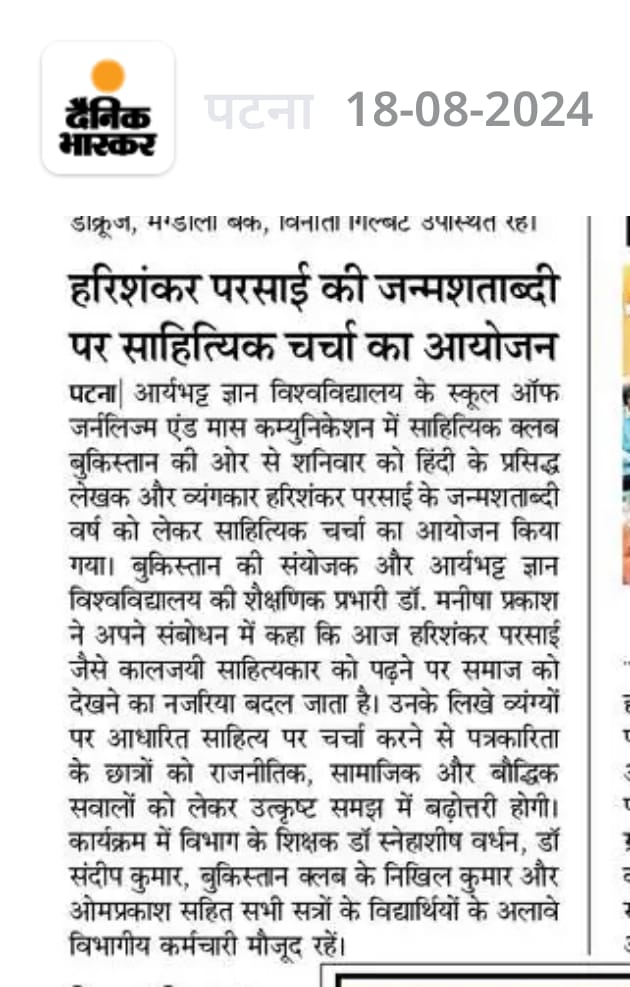 दैनिक
भास्कर
पटना 18-08-2024
उपस्थित रहे।
हरिशंकर परसाई की जन्मशताब्दी
पर साहित्यिक चर्चा का आयोजन
पटना| आर्यभट्ट ज्ञान विश्वविद्यालय के स्कूल ऑफ
जर्नलिज्म एंड मास कम्युनिकेशन में साहित्यिक क्लब
बुकिस्तान की ओर से शनिवार को हिंदी के प्रसिद्ध
लेखक और व्यंगकार हरिशंकर परसाई के जन्मशताब्दी
वर्ष को लेकर साहित्यिक चर्चा का आयोजन किया
गया। बुकिस्तान की संयोजक और आर्यभट्ट ज्ञान
विश्वविद्यालय की शैक्षणिक प्रभारी डॉ. मनीषा प्रकाश
ने अपने संबोधन में कहा कि आज हरिशंकर परसाई
जैसे कालजयी साहित्यकार को पढ़ने पर समाज को
देखने का नजरिया बदल जाता है। उनके लिखे व्यंग्यों
पर आधारित साहित्य पर चर्चा करने से पत्रकारिता
के छात्रों को राजनीतिक, सामाजिक और बौद्धिक
सवालों को लेकर उत्कृष्ट समझ में बढ़ोत्तरी होगी।
कार्यक्रम में विभाग के शिक्षक डॉ स्नेहाशीष वर्धन, डॉ
संदीप कुमार, बुकिस्तान क्लब के निखिल कुमार और
ओमप्रकाश सहित सभी सत्रों के विद्यार्थियों के अलावे
विभागीय कर्मचारी मौजूद रहें।